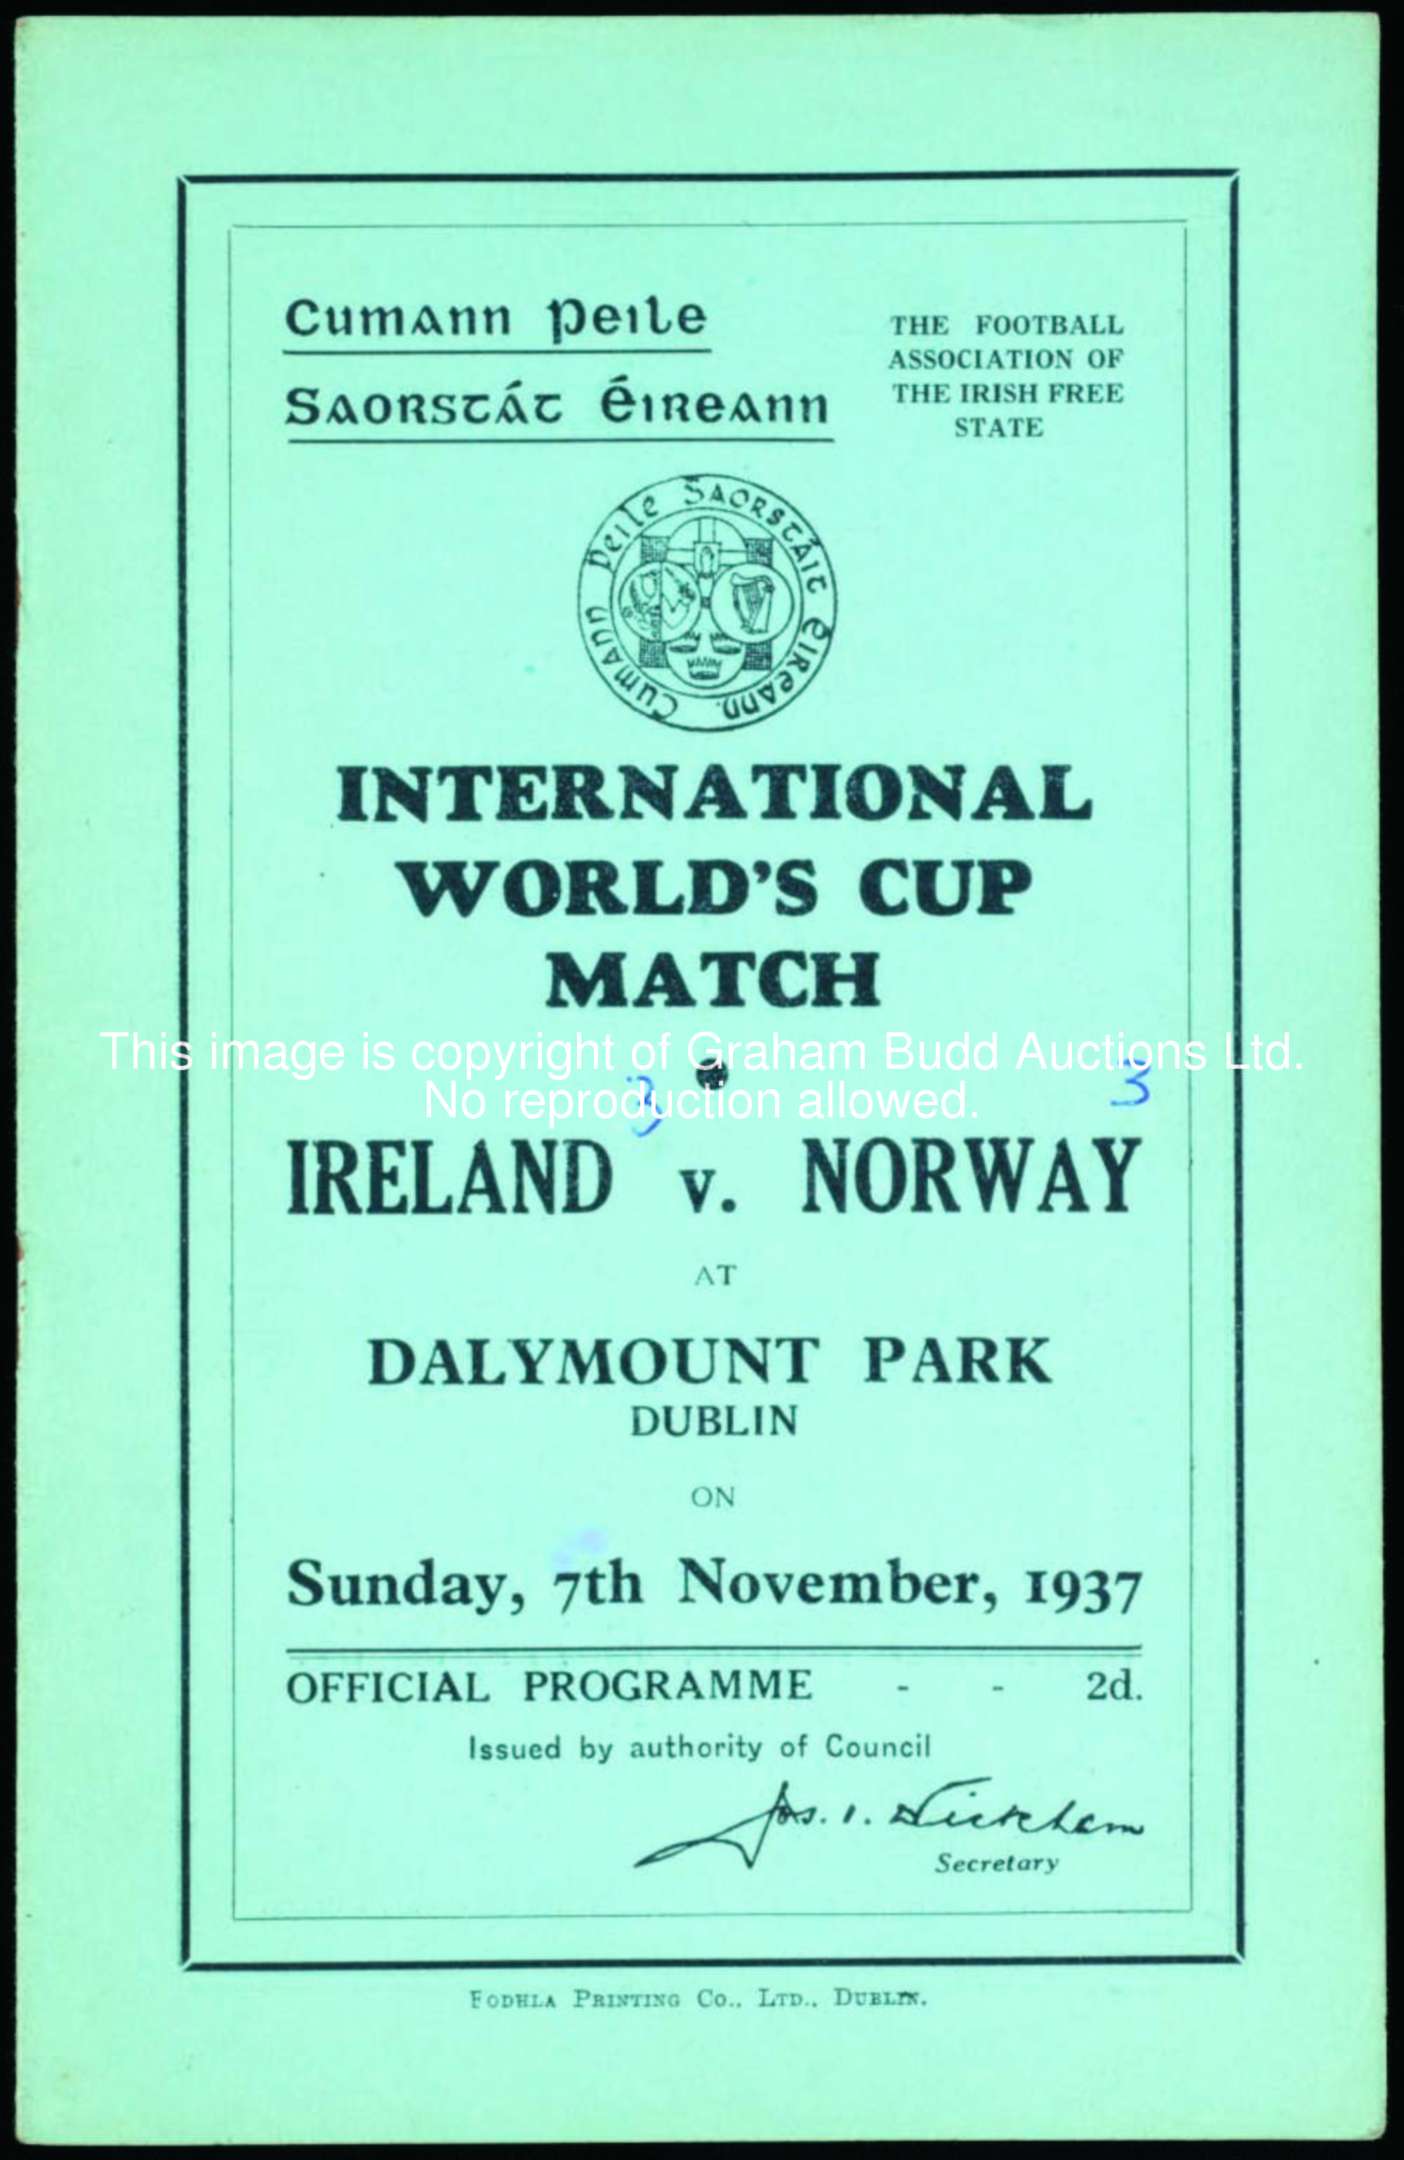 Cumann Peile
Saorstát Éireann
THE FOOTBALL
ASSOCIATION OF
THE IRISH FREE
STATE
Cumann Peile Saorstáit Éireann.
INTERNATIONAL
WORLD'S CUP
MATCH
This image is copyright of Graham Budd Auctions Ltd.
No reproduction allowed.
3 3
IRELAND v. NORWAY
AT
DALYMOUNT PARK
DUBLIN
ON
Sunday, 7th November, 1937
OFFICIAL PROGRAMME - - 2d.
Issued by authority of Council
Jos. I. Wickham
Secretary
FODHLA PRINTING CO., LTD., DUBLIN.